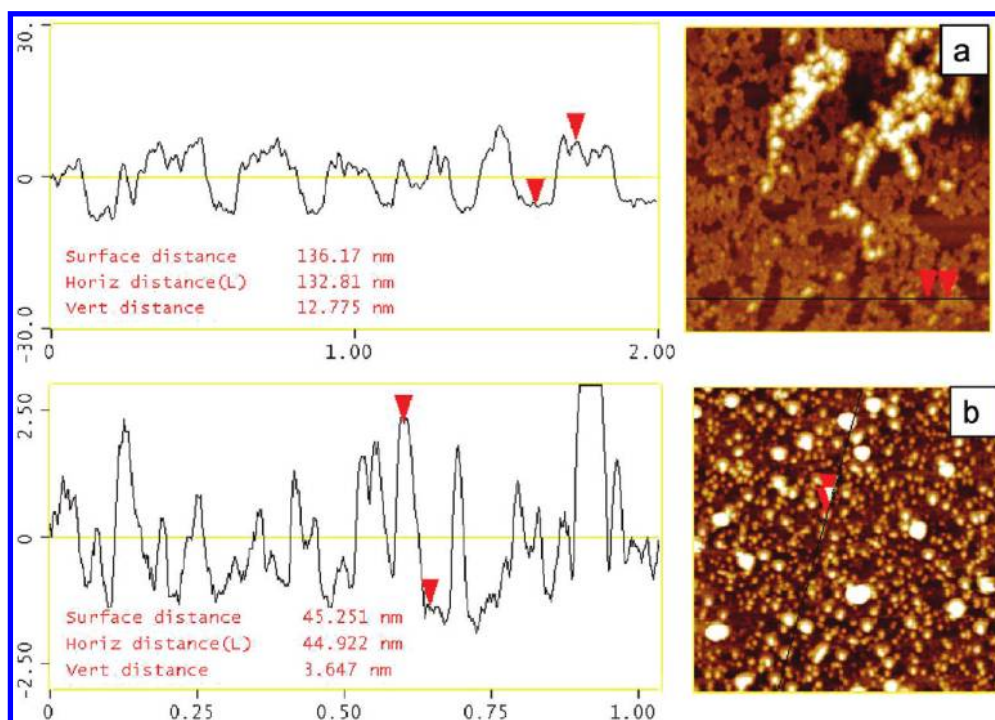 30.
0
-30.0
Surface distance 136.17 nm
Horiz distance(L) 132.81 nm
Vert distance 12.775 nm
0 1.00 2.00
a
2.50
0
-2.50
Surface distance 45.251 nm
Horiz distance(L) 44.922 nm
Vert distance 3.647 nm
0 0.25 0.50 0.75 1.00
b